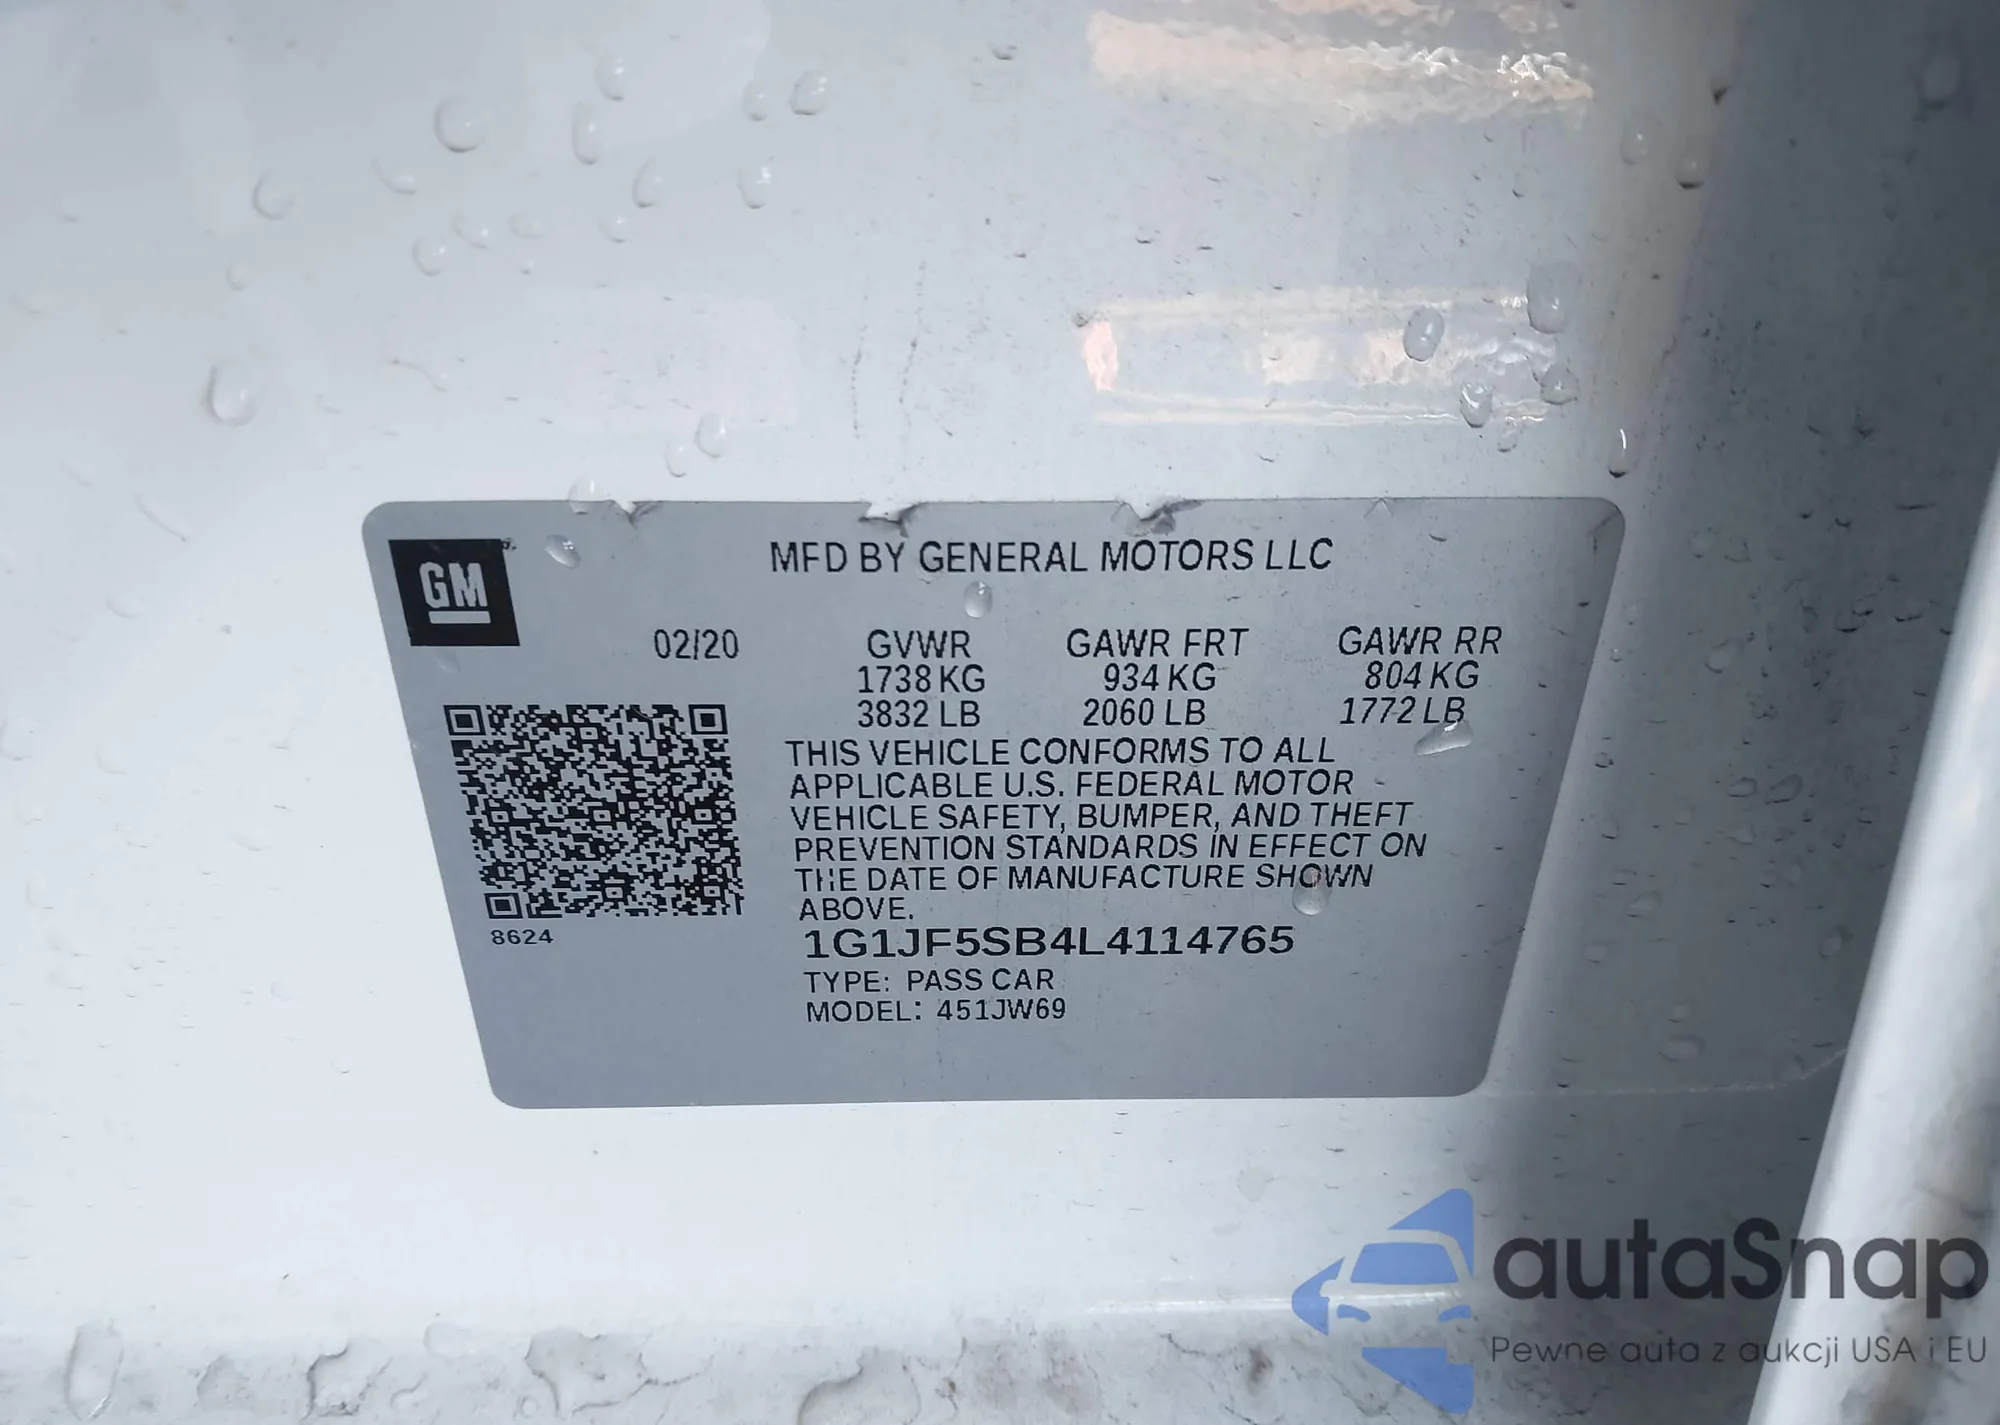 GM
MFD BY GENERAL MOTORS LLC
02/20 GVWR GAWR FRT GAWR RR
1738 KG 934 KG 804 KG
3832 LB 2060 LB 1772 LB
THIS VEHICLE CONFORMS TO ALL
APPLICABLE U.S. FEDERAL MOTOR
VEHICLE SAFETY, BUMPER, AND THEFT
PREVENTION STANDARDS IN EFFECT ON
THE DATE OF MANUFACTURE SHOWN
ABOVE.
8624
1G1JF5SB4L4114765
TYPE: PASS CAR
MODEL: 451JW69
autaSnap
Pewne auta z aukcji USA i EU